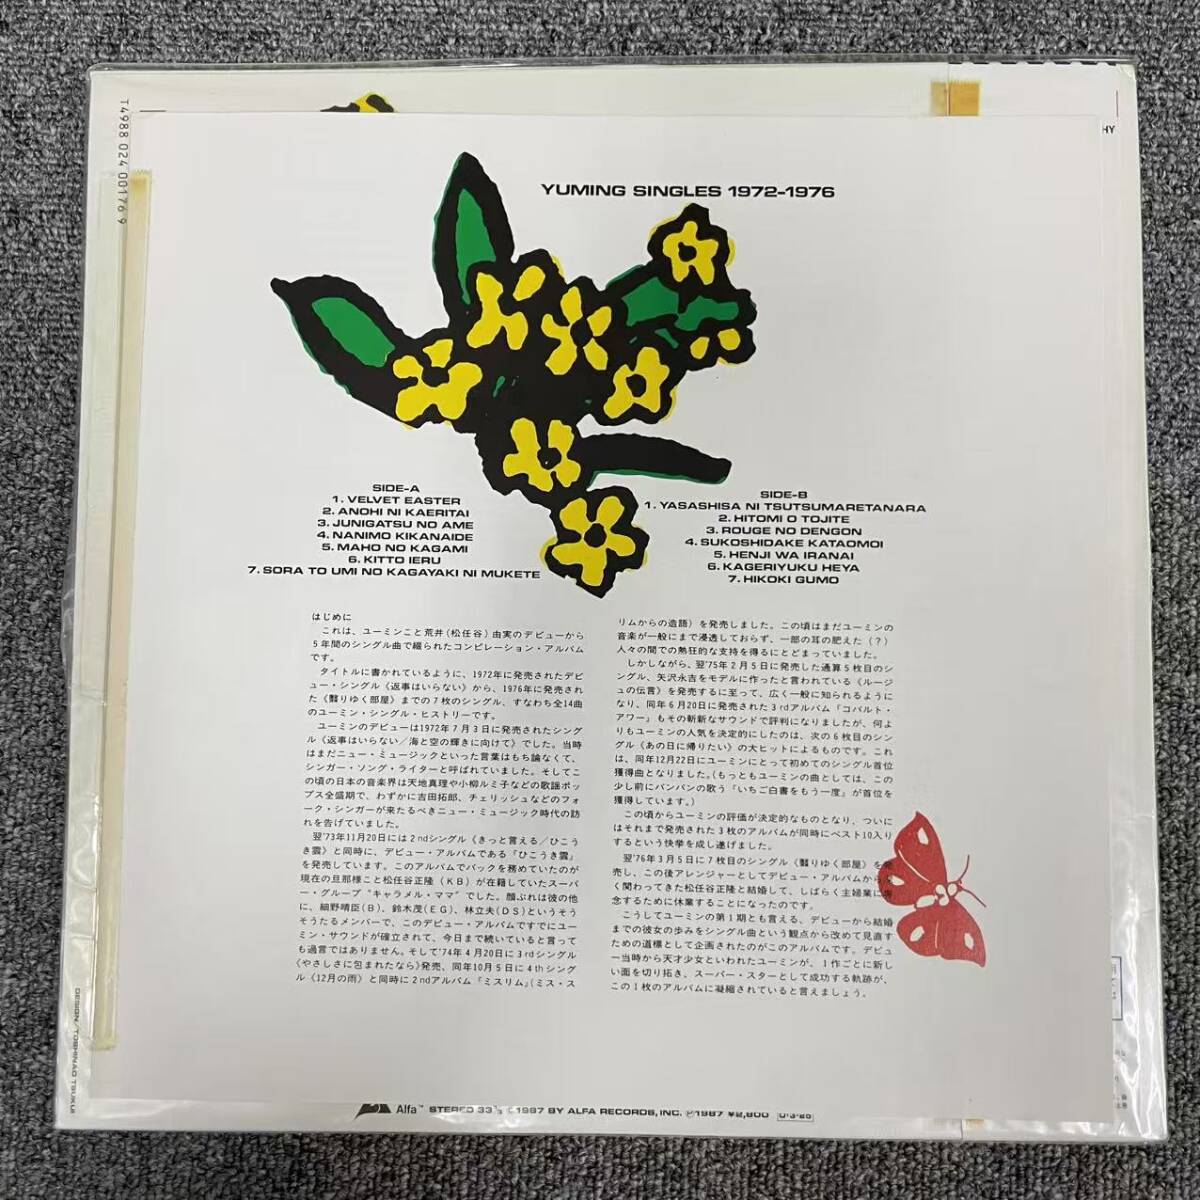 T4988 024 00176 9
HY
YUMING SINGLES 1972-1976
SIDE-A
1. VELVET EASTER
2. ANOHI NI KAERITAI
3. JUNIGATSU NO AME
4. NANIMO KIKANAIDE
5. MAHO NO KAGAMI
6. KITTO IERU
7. SORA TO UMI NO KAGAYAKI NI MUKETE
SIDE-B
1. YASASHISA NI TSUTSUMARETANARA
2. HITOMI O TOJITE
3. ROUGE NO DENGON
4. SUKOSHIDAKE KATAOMOI
5. HENJI WA IRANAI
6. KAGERIYUKU HEYA
7. HIKOKI GUMO
はじめに
これは、ユーミンこと荒井(松任谷)由実のデビューから
5年間のシングル曲で綴られたコンピレーション・アルバム
です。
タイトルに書かれているように、1972年に発売されたデビ
ュー・シングル《返事はいらない》から、1976年に発売され
た《翳りゆく部屋》までの7枚のシングル、すなわち全14曲
のユーミン・シングル・ヒストリーです。
ユーミンのデビューは1972年7月3日に発売されたシング
ル《返事はいらない/海と空の輝きに向けて》でした。当時
はまだニュー・ミュージックといった言葉はもち論なくて、
シンガー・ソング・ライターと呼ばれていました。そしてこ
の頃の日本の音楽界は天地真理や小柳ルミ子などの歌謡ポッ
プス全盛期で、わずかに吉田拓郎、チェリッシュなどのフォ
ーク・シンガーが来たるべきニュー・ミュージック時代の訪
れを告げていました。
翌'73年11月20日には2ndシングル《きっと言える/ひこう
き雲》と同時に、デビュー・アルバムである『ひこうき雲』
を発売しています。このアルバムでバックを務めていたのが
現在の旦那様こと松任谷正隆(KB)が在籍していたスーパ
ー・グループ“キャラメル・ママ”でした。顔ぶれは彼の他
に、細野晴臣(B)、鈴木茂(EG)、林立夫(DS)というそう
そうたるメンバーで、このデビュー・アルバムですでにユー
ミン・サウンドが確立されて、今日まで続いていると言って
も過言ではありません。そして'74年4月20日に3rdシングル
《やさしさに包まれたなら》発売、同年10月5日に4thシング
ル《12月の雨》と同時に2ndアルバム『ミスリム』(ミス・ス
リムからの造語)を発売しました。この頃はまだユーミンの
音楽が一般にまで浸透しておらず、一部の耳の肥えた(?)
人々の間での熱狂的な支持を得るにとどまっていました。
しかしながら、翌'75年2月5日に発売した通算5枚目のシ
ングル、矢沢永吉をモデルに作ったと言われている《ルージ
ュの伝言》を発売するに至って、広く一般に知られるように
なり、同年6月20日に発売された3rdアルバム『コバルト・
アワー』もその斬新なサウンドで評判になりましたが、何よ
りもユーミンの人気を決定的にしたのは、次の6枚目のシン
グル《あの日に帰りたい》の大ヒットによるものです。これ
は、同年12月22日にユーミンにとって初めてのシングル首位
獲得曲となりました。(もっともユーミンの曲としては、この
少し前にバンバンの歌う『いちご白書をもう一度』が首位を
獲得しています。)
この頃からユーミンの評価が決定的なものとなり、ついに
はそれまで発売された3枚のアルバムが同時にベスト10入り
するという快挙を成し遂げました。
翌'76年3月5日に7枚目のシングル《翳りゆく部屋》を発
売し、この後アレンジャーとしてデビュー・アルバムから
く関わってきた松任谷正隆と結婚して、しばらく主婦業に専
念するために休業することになったのです。
こうしてユーミンの第1期とも言える、デビューから結婚
までの彼女の歩みをシングル曲という観点から改めて見直す
ための道標として企画されたのがこのアルバムです。デビュ
ー当時から天才少女といわれたユーミンが、1作ごとに新し
い面を切り拓き、スーパー・スターとして成功する軌跡が、
この1枚のアルバムに凝縮されていると言えましょう。
DESIGN/TOSHINAO TSUKUI
Alfa™ STEREO 33⅓ ©1987 BY ALFA RECORDS, INC. ℗1987 ¥2,800